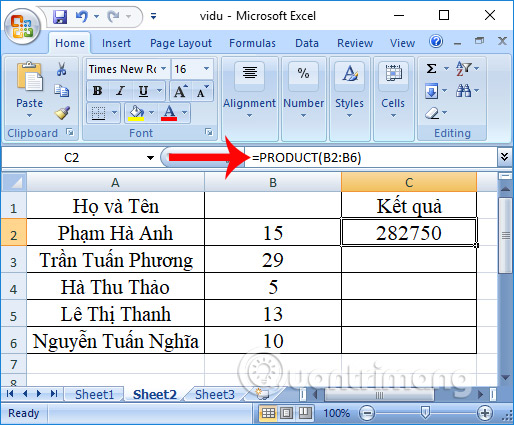 vidu - Microsoft Excel
Home Insert Page Layout Formulas Data Review View
Paste
Clipboard
Times New Ro 16
B I U
A A
A
Font
Alignment
%
Number
Styles
Cells
Σ
Editing
C2 =PRODUCT(B2:B6)
A B C
1 Họ và Tên Kết quả
2 Phạm Hà Anh 15 282750
3 Trần Tuấn Phương 29
4 Hà Thu Thảo 5
5 Lê Thị Thanh 13
6 Nguyễn Tuấn Nghĩa 10
7
8
Quantrimang
Sheet1 Sheet2 Sheet3
Ready 100%